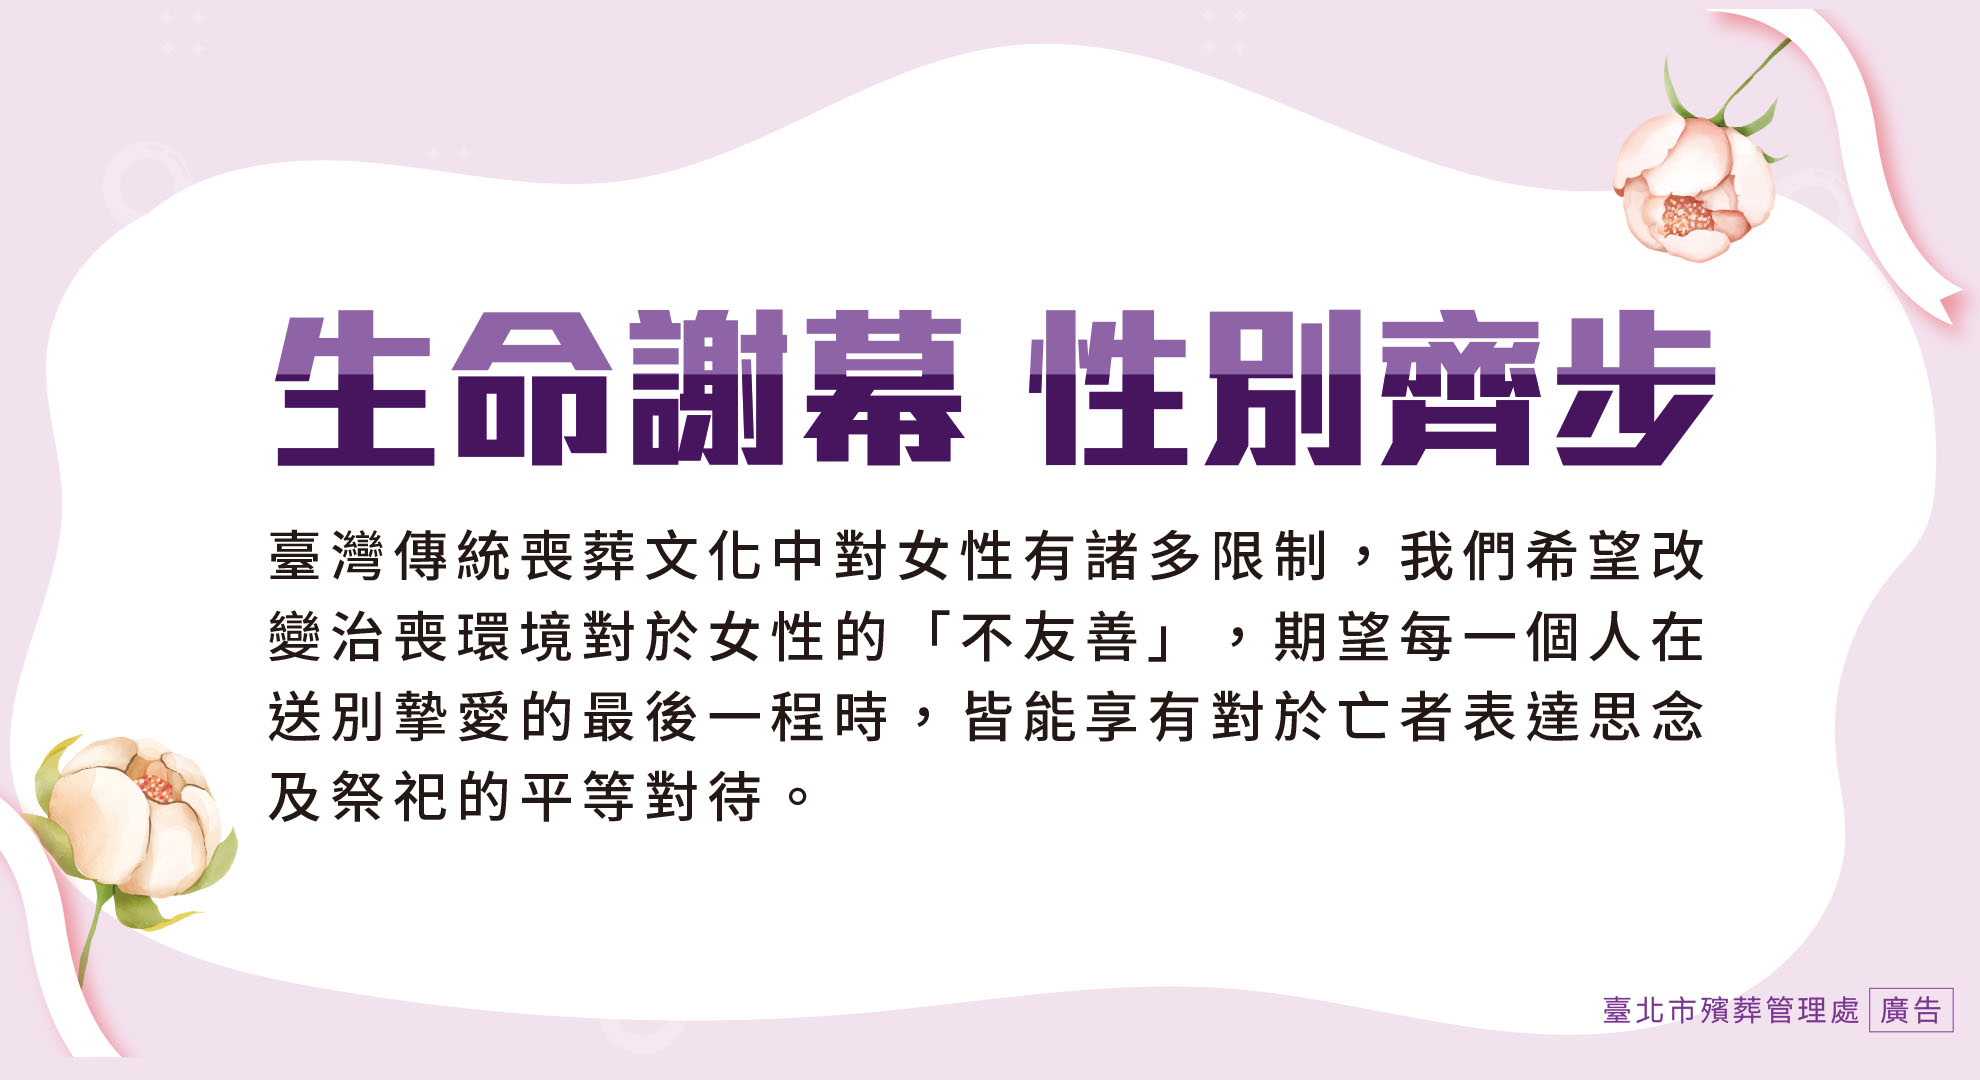 生命謝幕 性別齊步
臺灣傳統喪葬文化中對女性有諸多限制，我們希望改
變治喪環境對於女性的「不友善」，期望每一個人在
送別摯愛的最後一程時，皆能享有對於亡者表達思念
及祭祀的平等對待。
臺北市殯葬管理處 廣告